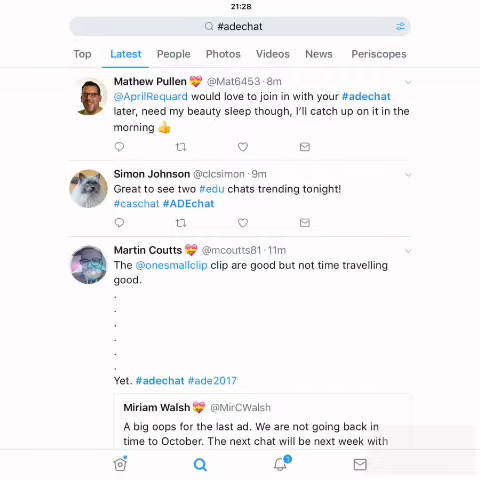 21:28
#adechat
Top Latest People Photos Videos News Periscopes
Mathew Pullen 💝 @Mat6453 · 8m
@AprilRequard would love to join in with your #adechat
later, need my beauty sleep though, I'll catch up on it in the
morning 👍
Simon Johnson @clcsimon · 9m
Great to see two #edu chats trending tonight!
#caschat #ADEchat
Martin Coutts 💝 @mcoutts81 · 11m
The @onesmallclip clip are good but not time travelling
good.
.
.
.
.
.
.
Yet. #adechat #ade2017
Miriam Walsh 💝 @MirCWalsh
A big oops for the last ad. We are not going back in
time to October. The next chat will be next week with
1